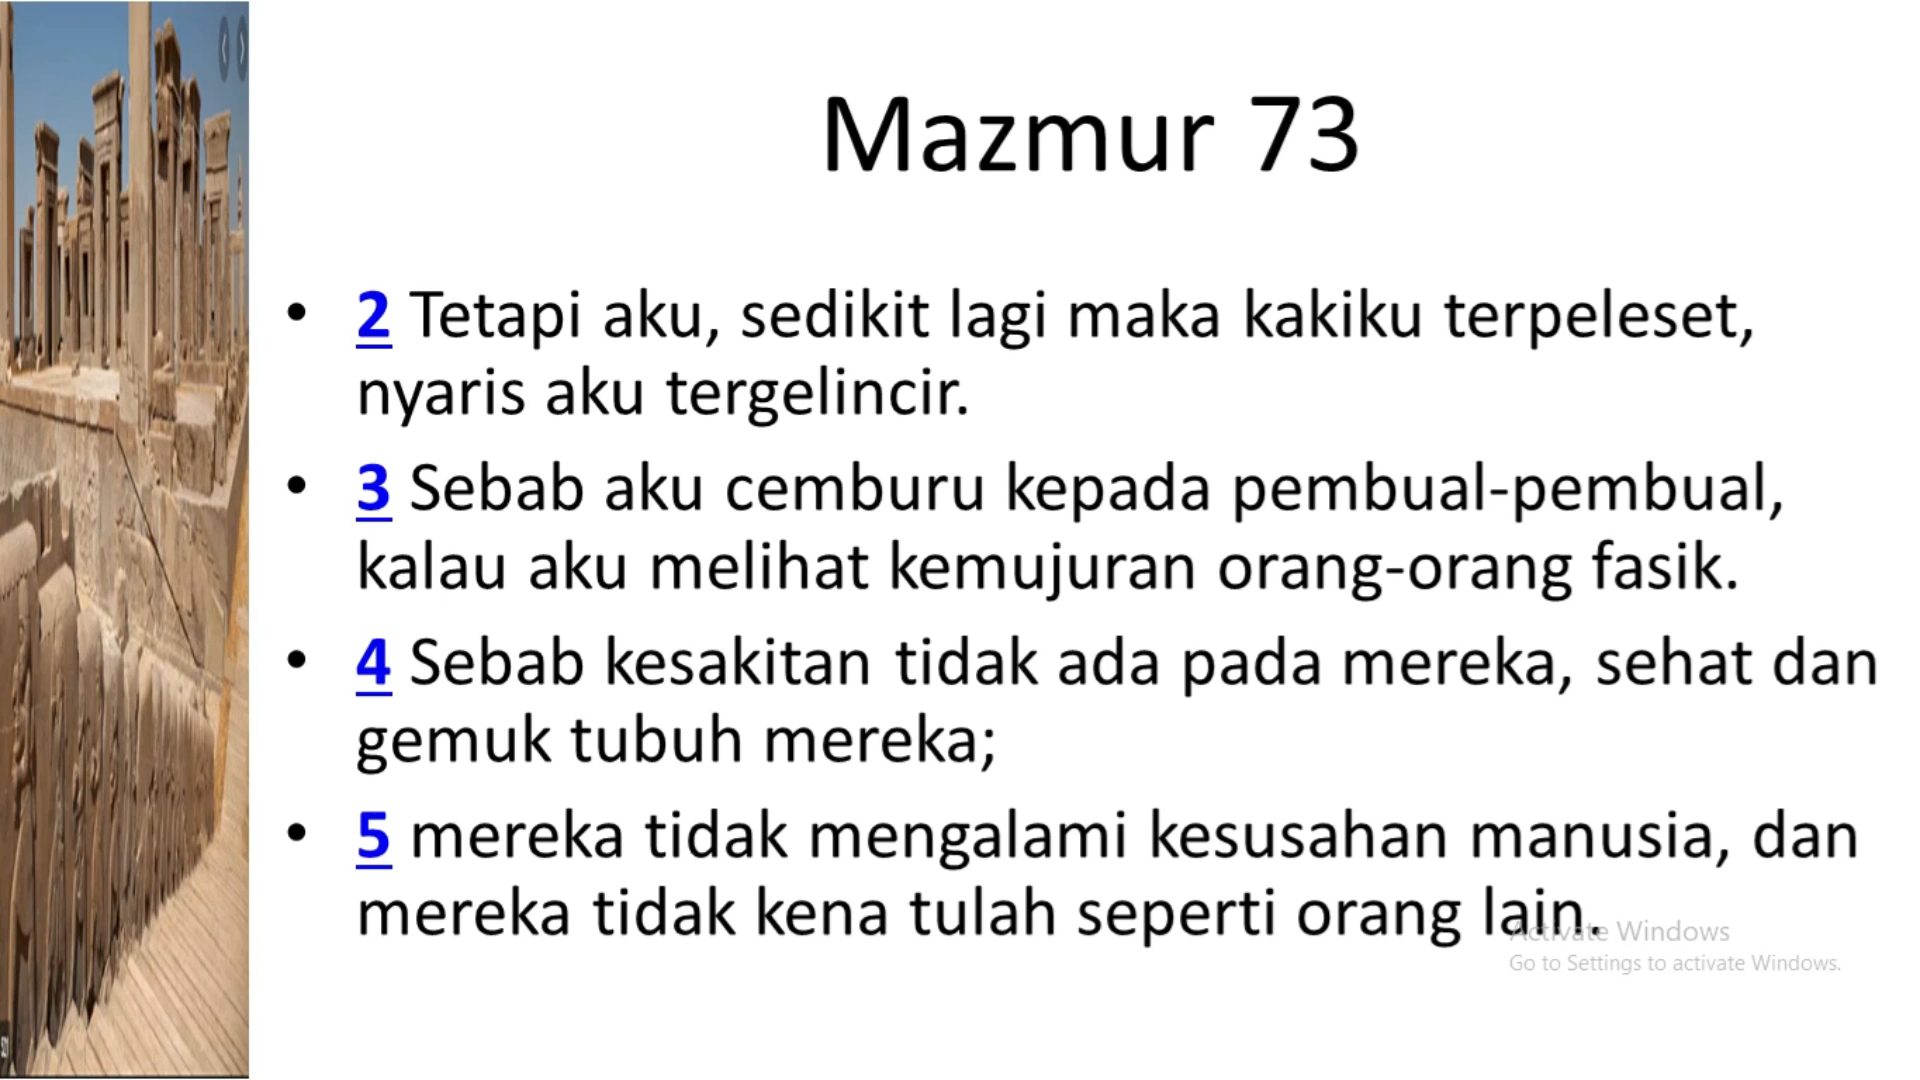 Mazmur 73
• 2 Tetapi aku, sedikit lagi maka kakiku terpeleset,
nyaris aku tergelincir.
• 3 Sebab aku cemburu kepada pembual-pembual,
kalau aku melihat kemujuran orang-orang fasik.
• 4 Sebab kesakitan tidak ada pada mereka, sehat dan
gemuk tubuh mereka;
• 5 mereka tidak mengalami kesusahan manusia, dan
mereka tidak kena tulah seperti orang lain.
Activate Windows
Go to Settings to activate Windows.